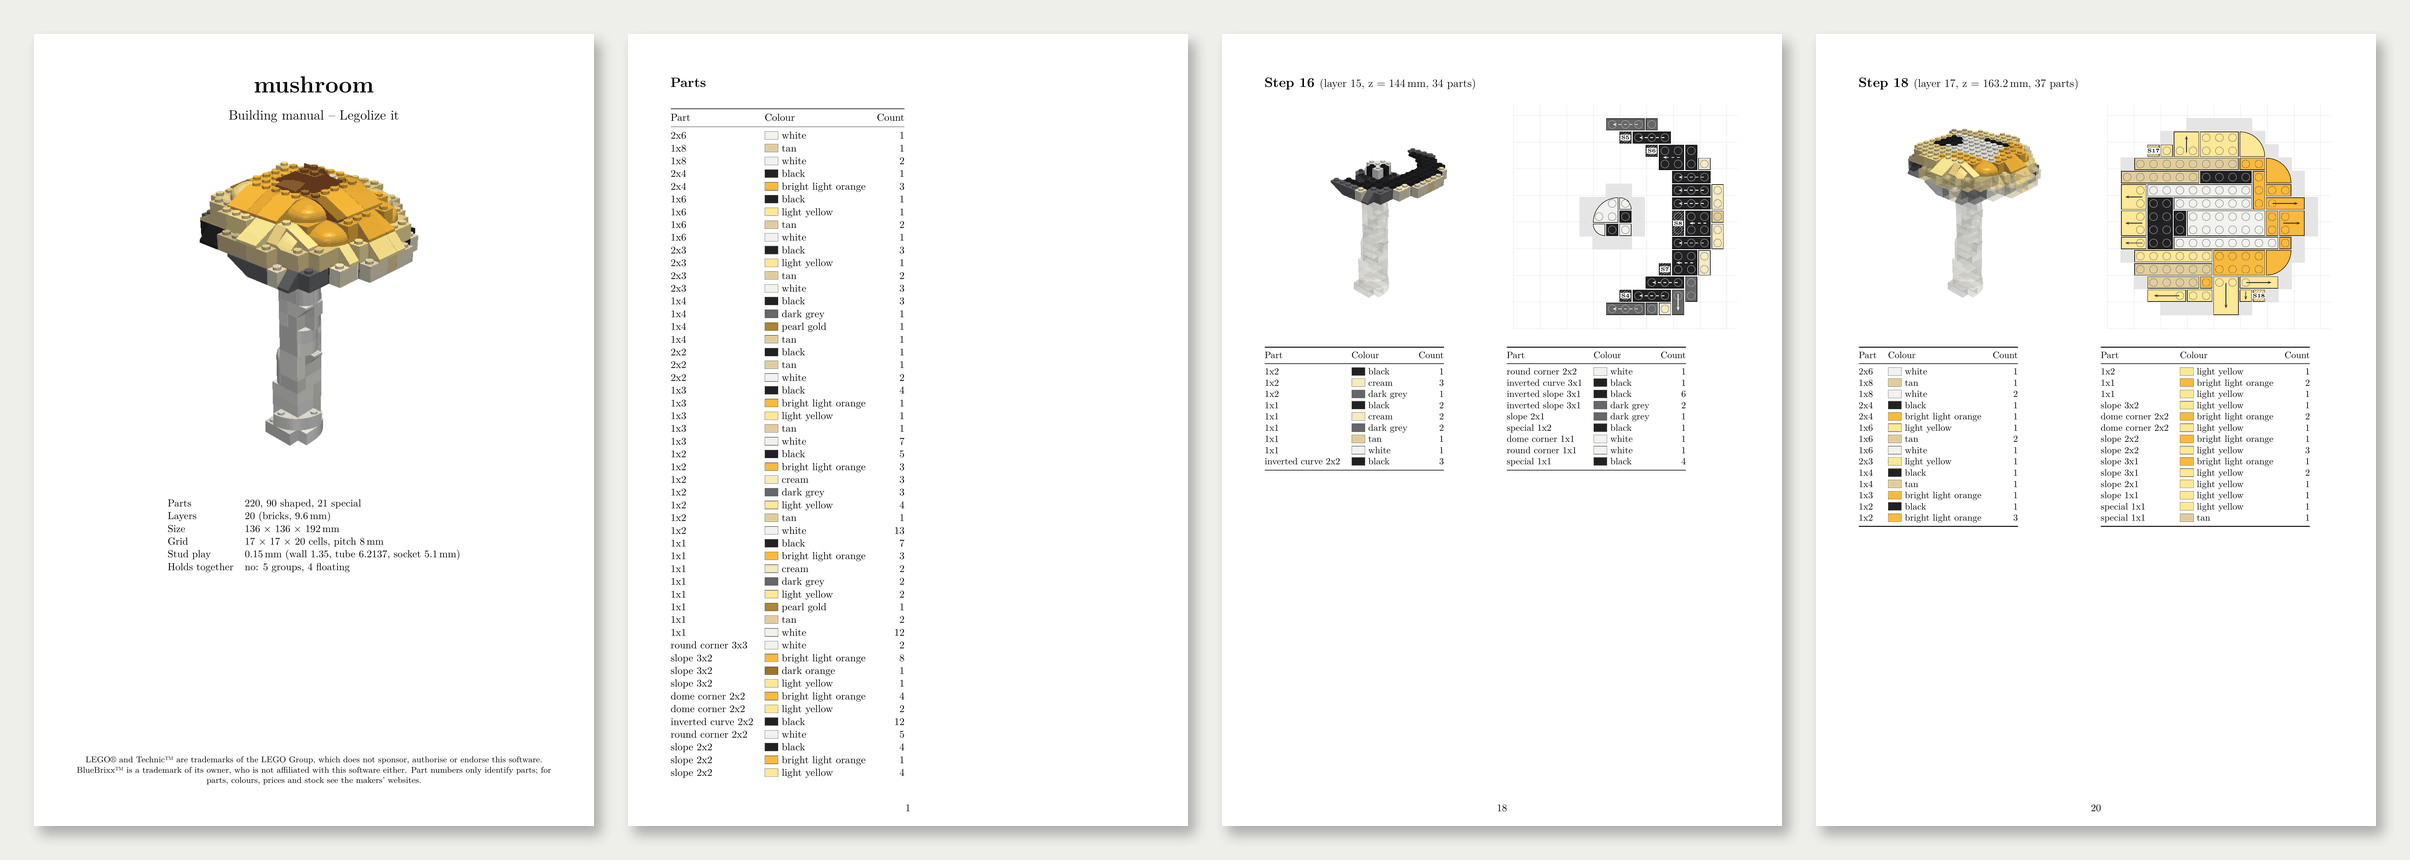 mushroom
Building manual – Legolize it
Parts 220, 90 shaped, 21 special
Layers 20 (bricks, 9.6 mm)
Size 136 × 136 × 192 mm
Grid 17 × 17 × 20 cells, pitch 8 mm
Stud play 0.15 mm (wall 1.35, tube 6.2137, socket 5.1 mm)
Holds together no: 5 groups, 4 floating
LEGO® and Technic™ are trademarks of the LEGO Group, which does not sponsor, authorise or endorse this software.
BlueBrixx™ is a trademark of its owner, who is not affiliated with this software either. Part numbers only identify parts; for
parts, colours, prices and stock see the makers' websites.
Parts
Part Colour Count
2x6 white 1
1x8 tan 1
1x8 white 2
2x4 black 1
2x4 bright light orange 3
1x6 black 1
1x6 light yellow 1
1x6 tan 2
1x6 white 1
2x3 black 3
2x3 light yellow 1
2x3 tan 2
2x3 white 3
1x4 black 3
1x4 dark grey 1
1x4 pearl gold 1
1x4 tan 1
2x2 black 1
2x2 tan 1
2x2 white 2
1x3 black 4
1x3 bright light orange 1
1x3 light yellow 1
1x3 tan 1
1x3 white 7
1x2 black 5
1x2 bright light orange 3
1x2 cream 3
1x2 dark grey 3
1x2 light yellow 4
1x2 tan 1
1x2 white 13
1x1 black 7
1x1 bright light orange 3
1x1 cream 2
1x1 dark grey 2
1x1 light yellow 2
1x1 pearl gold 1
1x1 tan 2
1x1 white 12
round corner 3x3 white 2
slope 3x2 bright light orange 8
slope 3x2 dark orange 1
slope 3x2 light yellow 1
dome corner 2x2 bright light orange 4
dome corner 2x2 light yellow 2
inverted curve 2x2 black 12
round corner 2x2 white 5
slope 2x2 black 4
slope 2x2 bright light orange 1
slope 2x2 light yellow 4
1
Step 16 (layer 15, z = 144 mm, 34 parts)
S5
S6
S7
Part Colour Count
1x2 black 1
1x2 cream 3
1x2 dark grey 1
1x1 black 2
1x1 cream 2
1x1 dark grey 2
1x1 tan 1
1x1 white 1
inverted curve 2x2 black 3
Part Colour Count
round corner 2x2 white 1
inverted curve 3x1 black 1
inverted slope 3x1 black 6
inverted slope 3x1 dark grey 2
slope 2x1 dark grey 1
special 1x2 black 1
dome corner 1x1 white 1
round corner 1x1 white 1
special 1x1 black 4
18
Step 18 (layer 17, z = 163.2 mm, 37 parts)
S17
S18
Part Colour Count
2x6 white 1
1x8 tan 1
1x8 white 2
2x4 black 1
2x4 bright light orange 1
1x6 light yellow 1
1x6 tan 2
1x6 white 1
2x3 light yellow 1
1x4 black 1
1x4 tan 1
1x3 bright light orange 1
1x2 black 1
1x2 bright light orange 3
Part Colour Count
1x2 light yellow 1
1x1 bright light orange 2
1x1 light yellow 1
slope 3x2 light yellow 1
dome corner 2x2 bright light orange 2
dome corner 2x2 light yellow 1
slope 2x2 bright light orange 1
slope 2x2 light yellow 3
slope 3x1 bright light orange 1
slope 3x1 light yellow 2
slope 2x1 light yellow 1
slope 1x1 light yellow 1
special 1x1 light yellow 1
special 1x1 tan 1
20